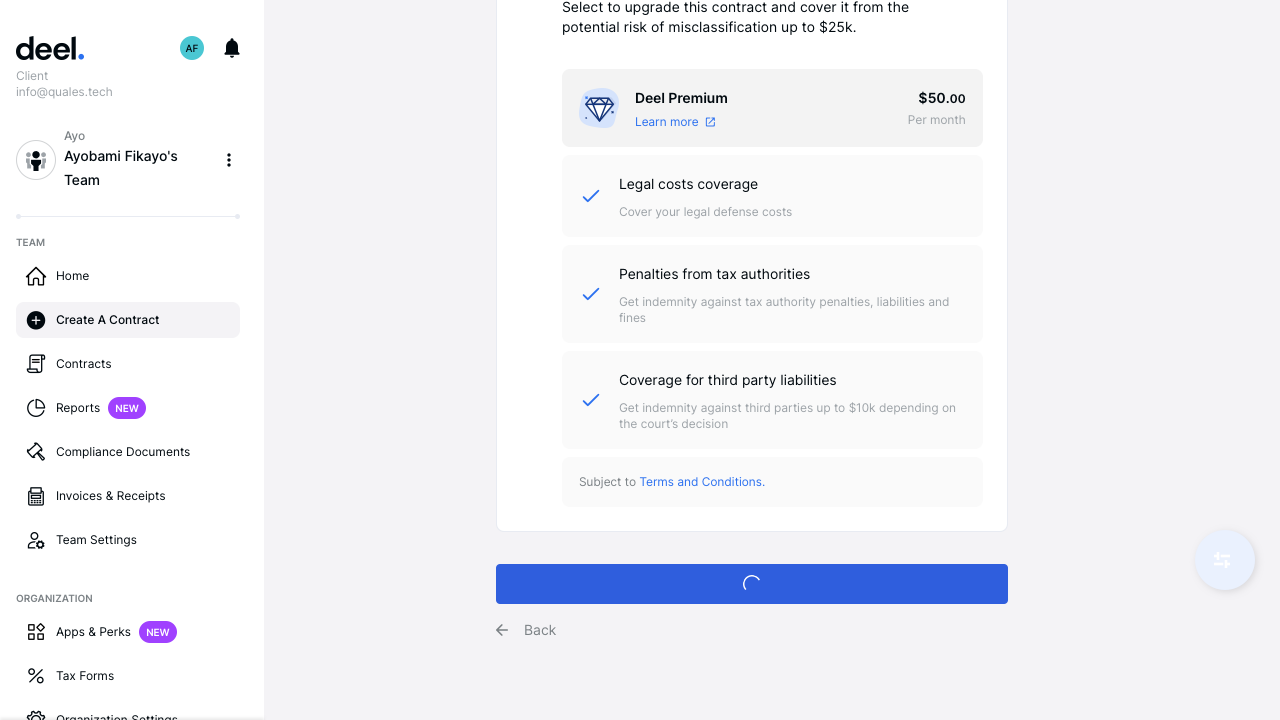 deel.
AF
Client
info@quales.tech
Ayo
Ayobami Fikayo's
Team
TEAM
Home
Create A Contract
Contracts
Reports NEW
Compliance Documents
Invoices & Receipts
Team Settings
ORGANIZATION
Apps & Perks NEW
Tax Forms
Organization Settings
Select to upgrade this contract and cover it from the
potential risk of misclassification up to $25k.
Deel Premium
$50.00
Learn more
Per month
Legal costs coverage
Cover your legal defense costs
Penalties from tax authorities
Get indemnity against tax authority penalties, liabilities and
fines
Coverage for third party liabilities
Get indemnity against third parties up to $10k depending on
the court’s decision
Subject to Terms and Conditions.
Back